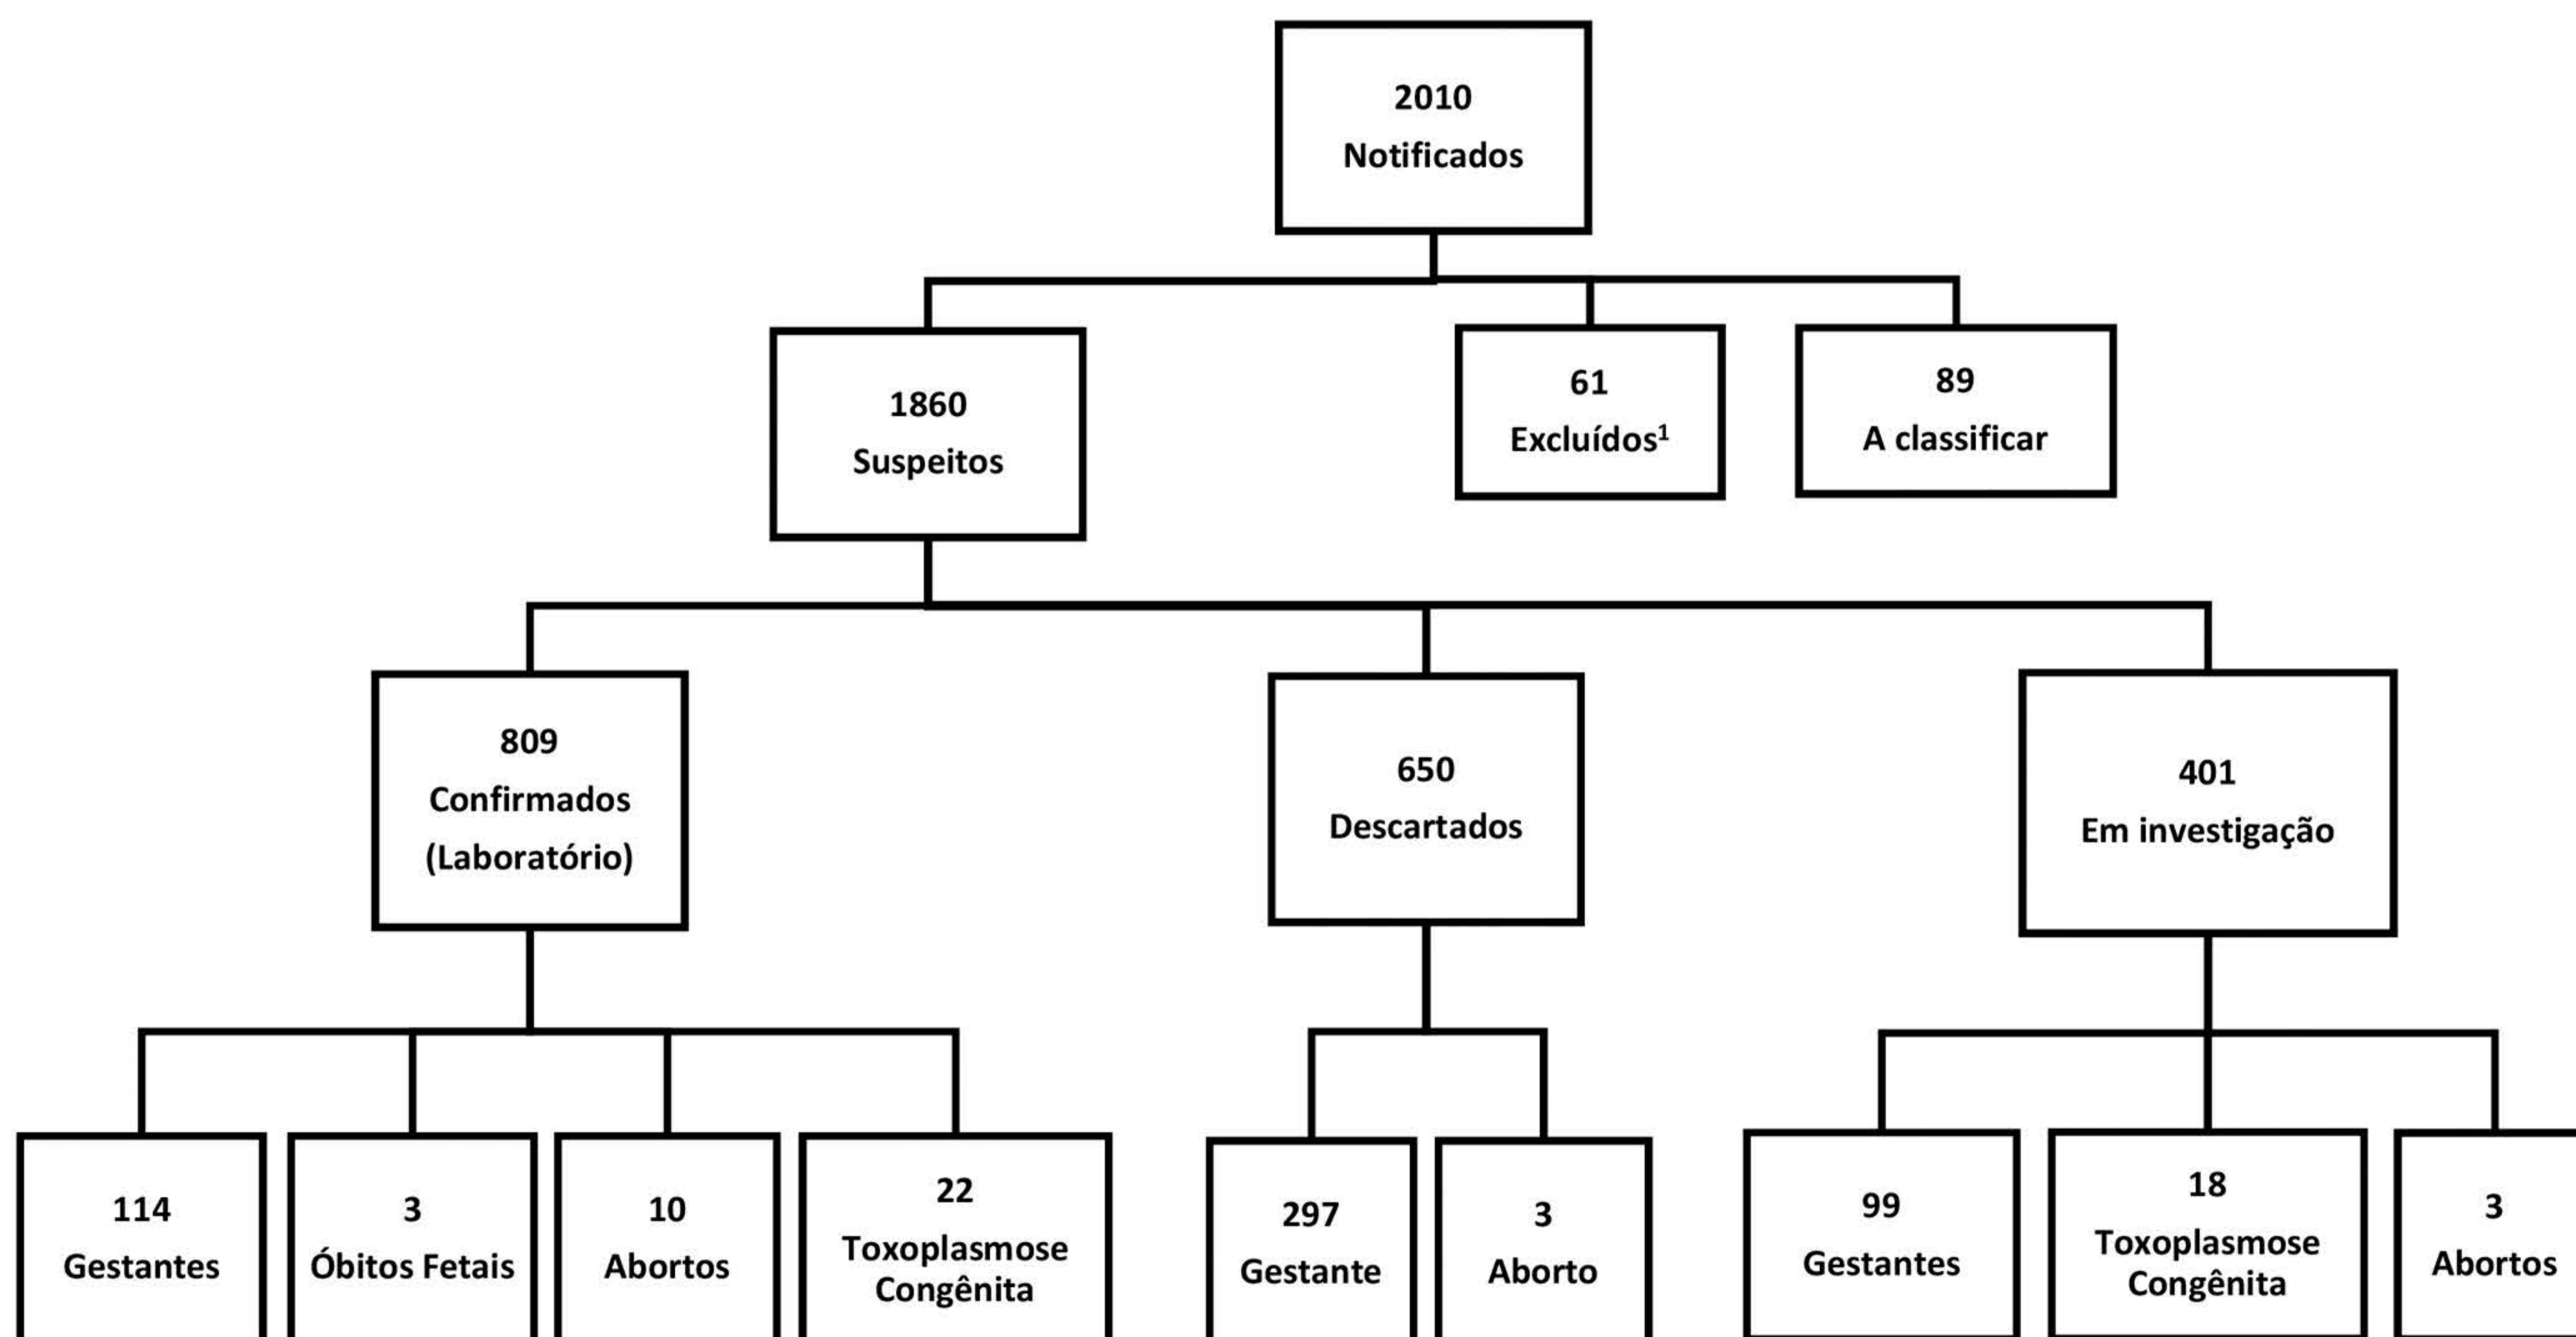 2010
Notificados
1860
Suspeitos
61
Excluídos¹
89
A classificar
809
Confirmados
(Laboratório)
650
Descartados
401
Em investigação
114
Gestantes
3
Óbitos Fetais
10
Abortos
22
Toxoplasmose
Congênita
297
Gestante
3
Aborto
99
Gestantes
18
Toxoplasmose
Congênita
3
Abortos